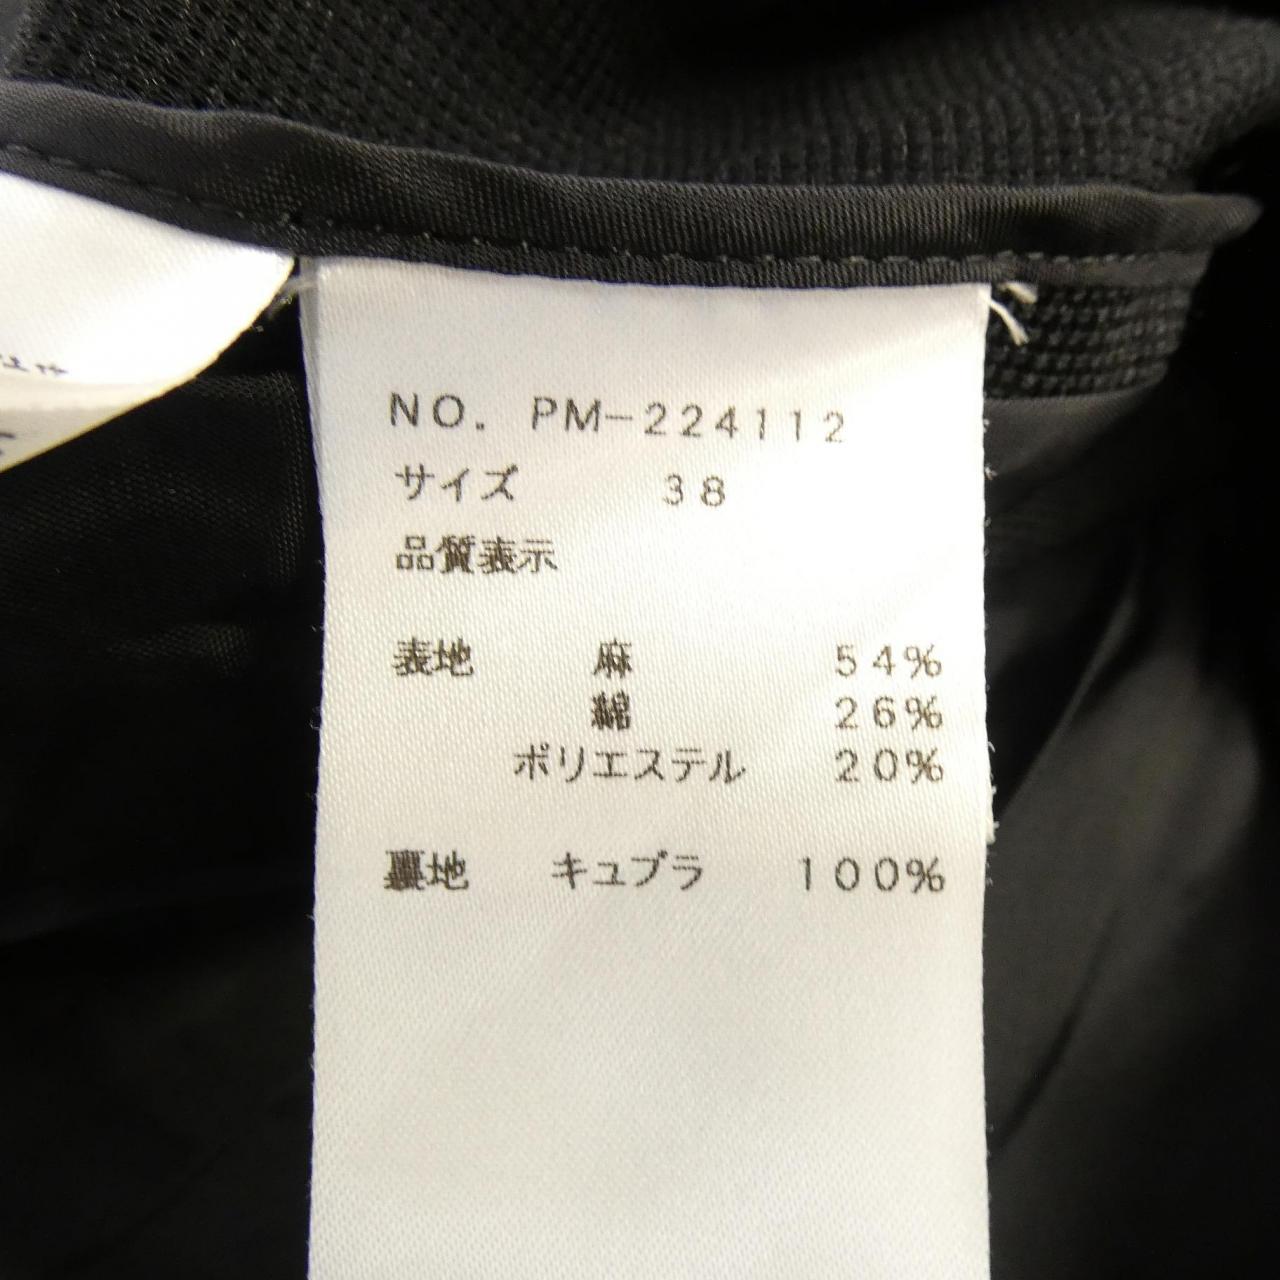 NO. PM-224112
サイズ 38
品質表示
表地 麻 54%
綿 26%
ポリエステル 20%
裏地 キュプラ 100%